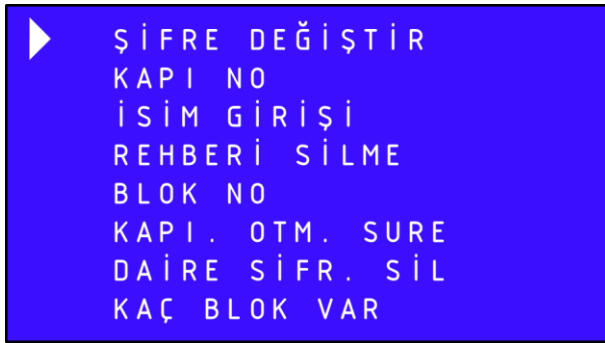 ŞİFRE DEĞİŞTİR
KAPI NO
İSİM GİRİŞİ
REHBERİ SİLME
BLOK NO
KAPI. OTM. SURE
DAİRE SİFR. SİL
KAÇ BLOK VAR